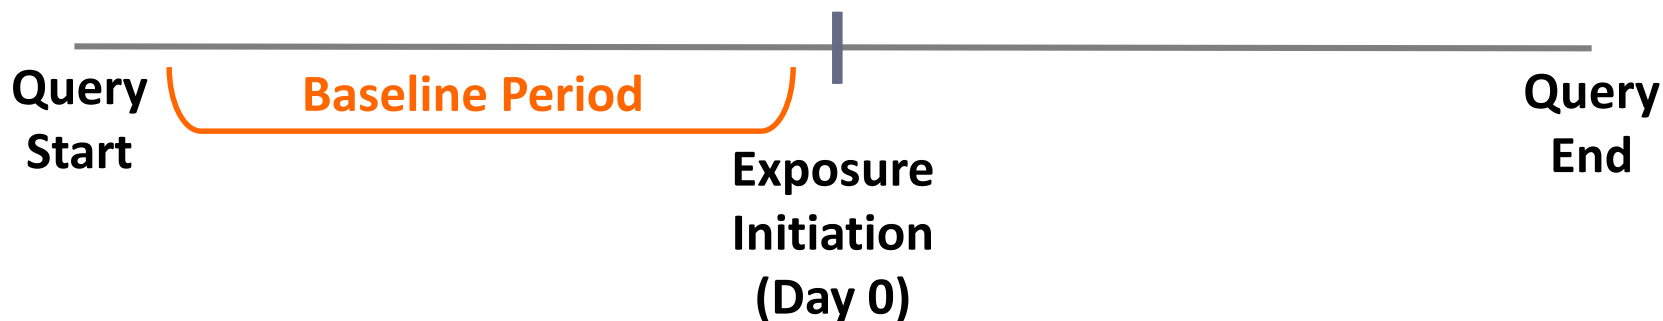 Query
Start
Baseline Period
Exposure
Initiation
(Day 0)
Query
End